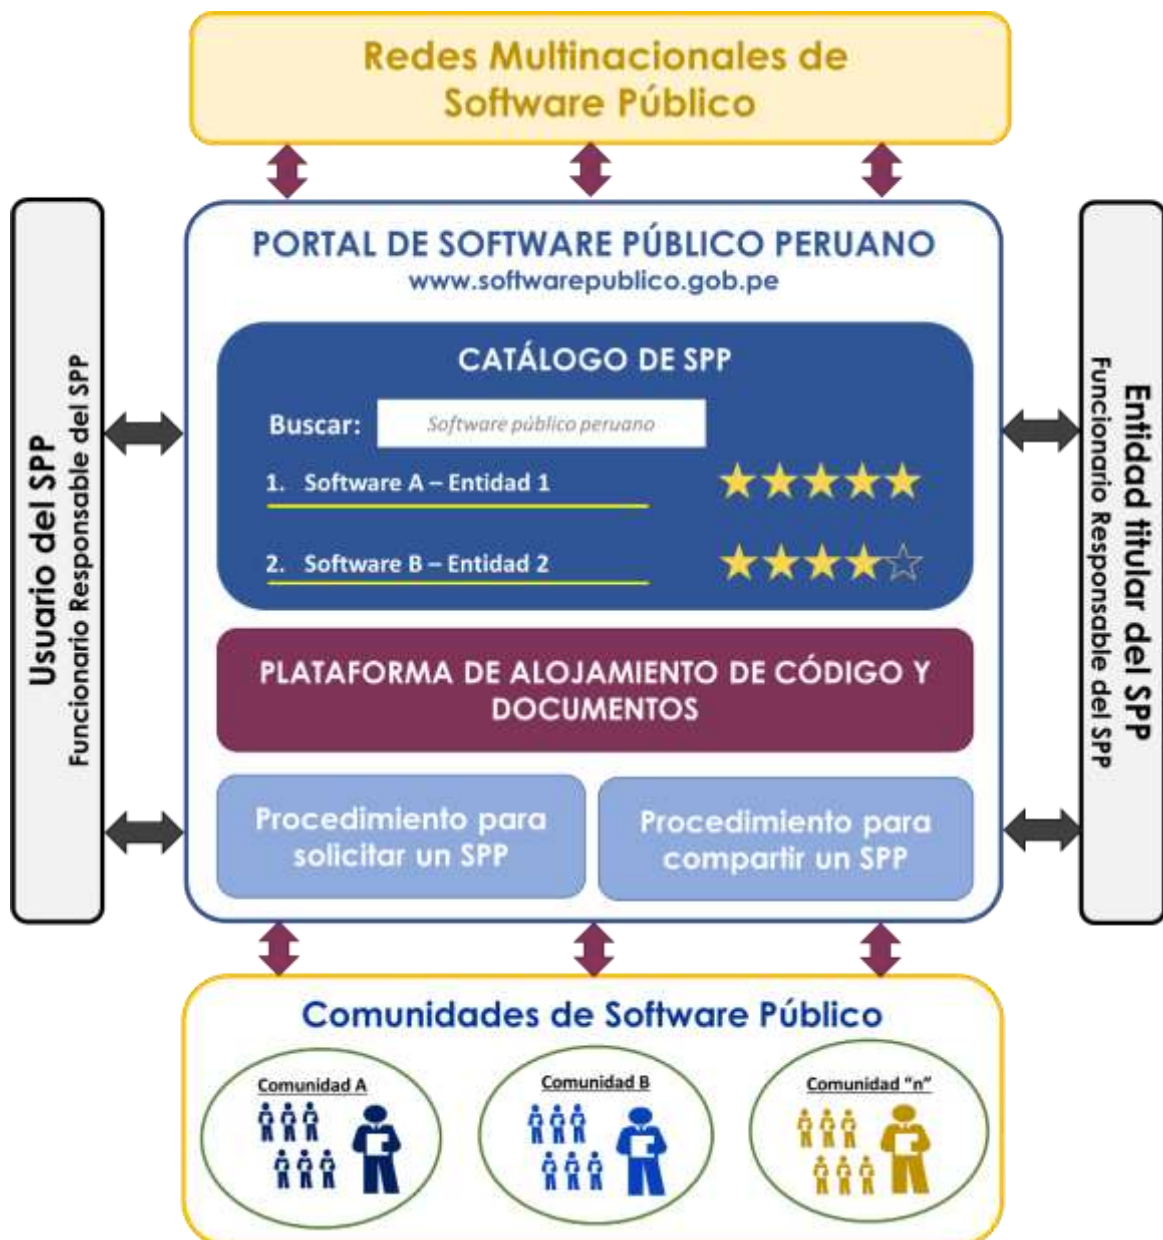 Redes Multinacionales de
Software Público
PORTAL DE SOFTWARE PÚBLICO PERUANO
www.softwarepublico.gob.pe
Usuario del SPP
Funcionario Responsable del SPP
CATÁLOGO DE SPP
Buscar:
Software público peruano
1. Software A – Entidad 1
2. Software B – Entidad 2
PLATAFORMA DE ALOJAMIENTO DE CÓDIGO Y
DOCUMENTOS
Procedimiento para
solicitar un SPP
Procedimiento para
compartir un SPP
Entidad titular del SPP
Funcionario Responsable del SPP
Comunidades de Software Público
Comunidad A
Comunidad B
Comunidad “n”